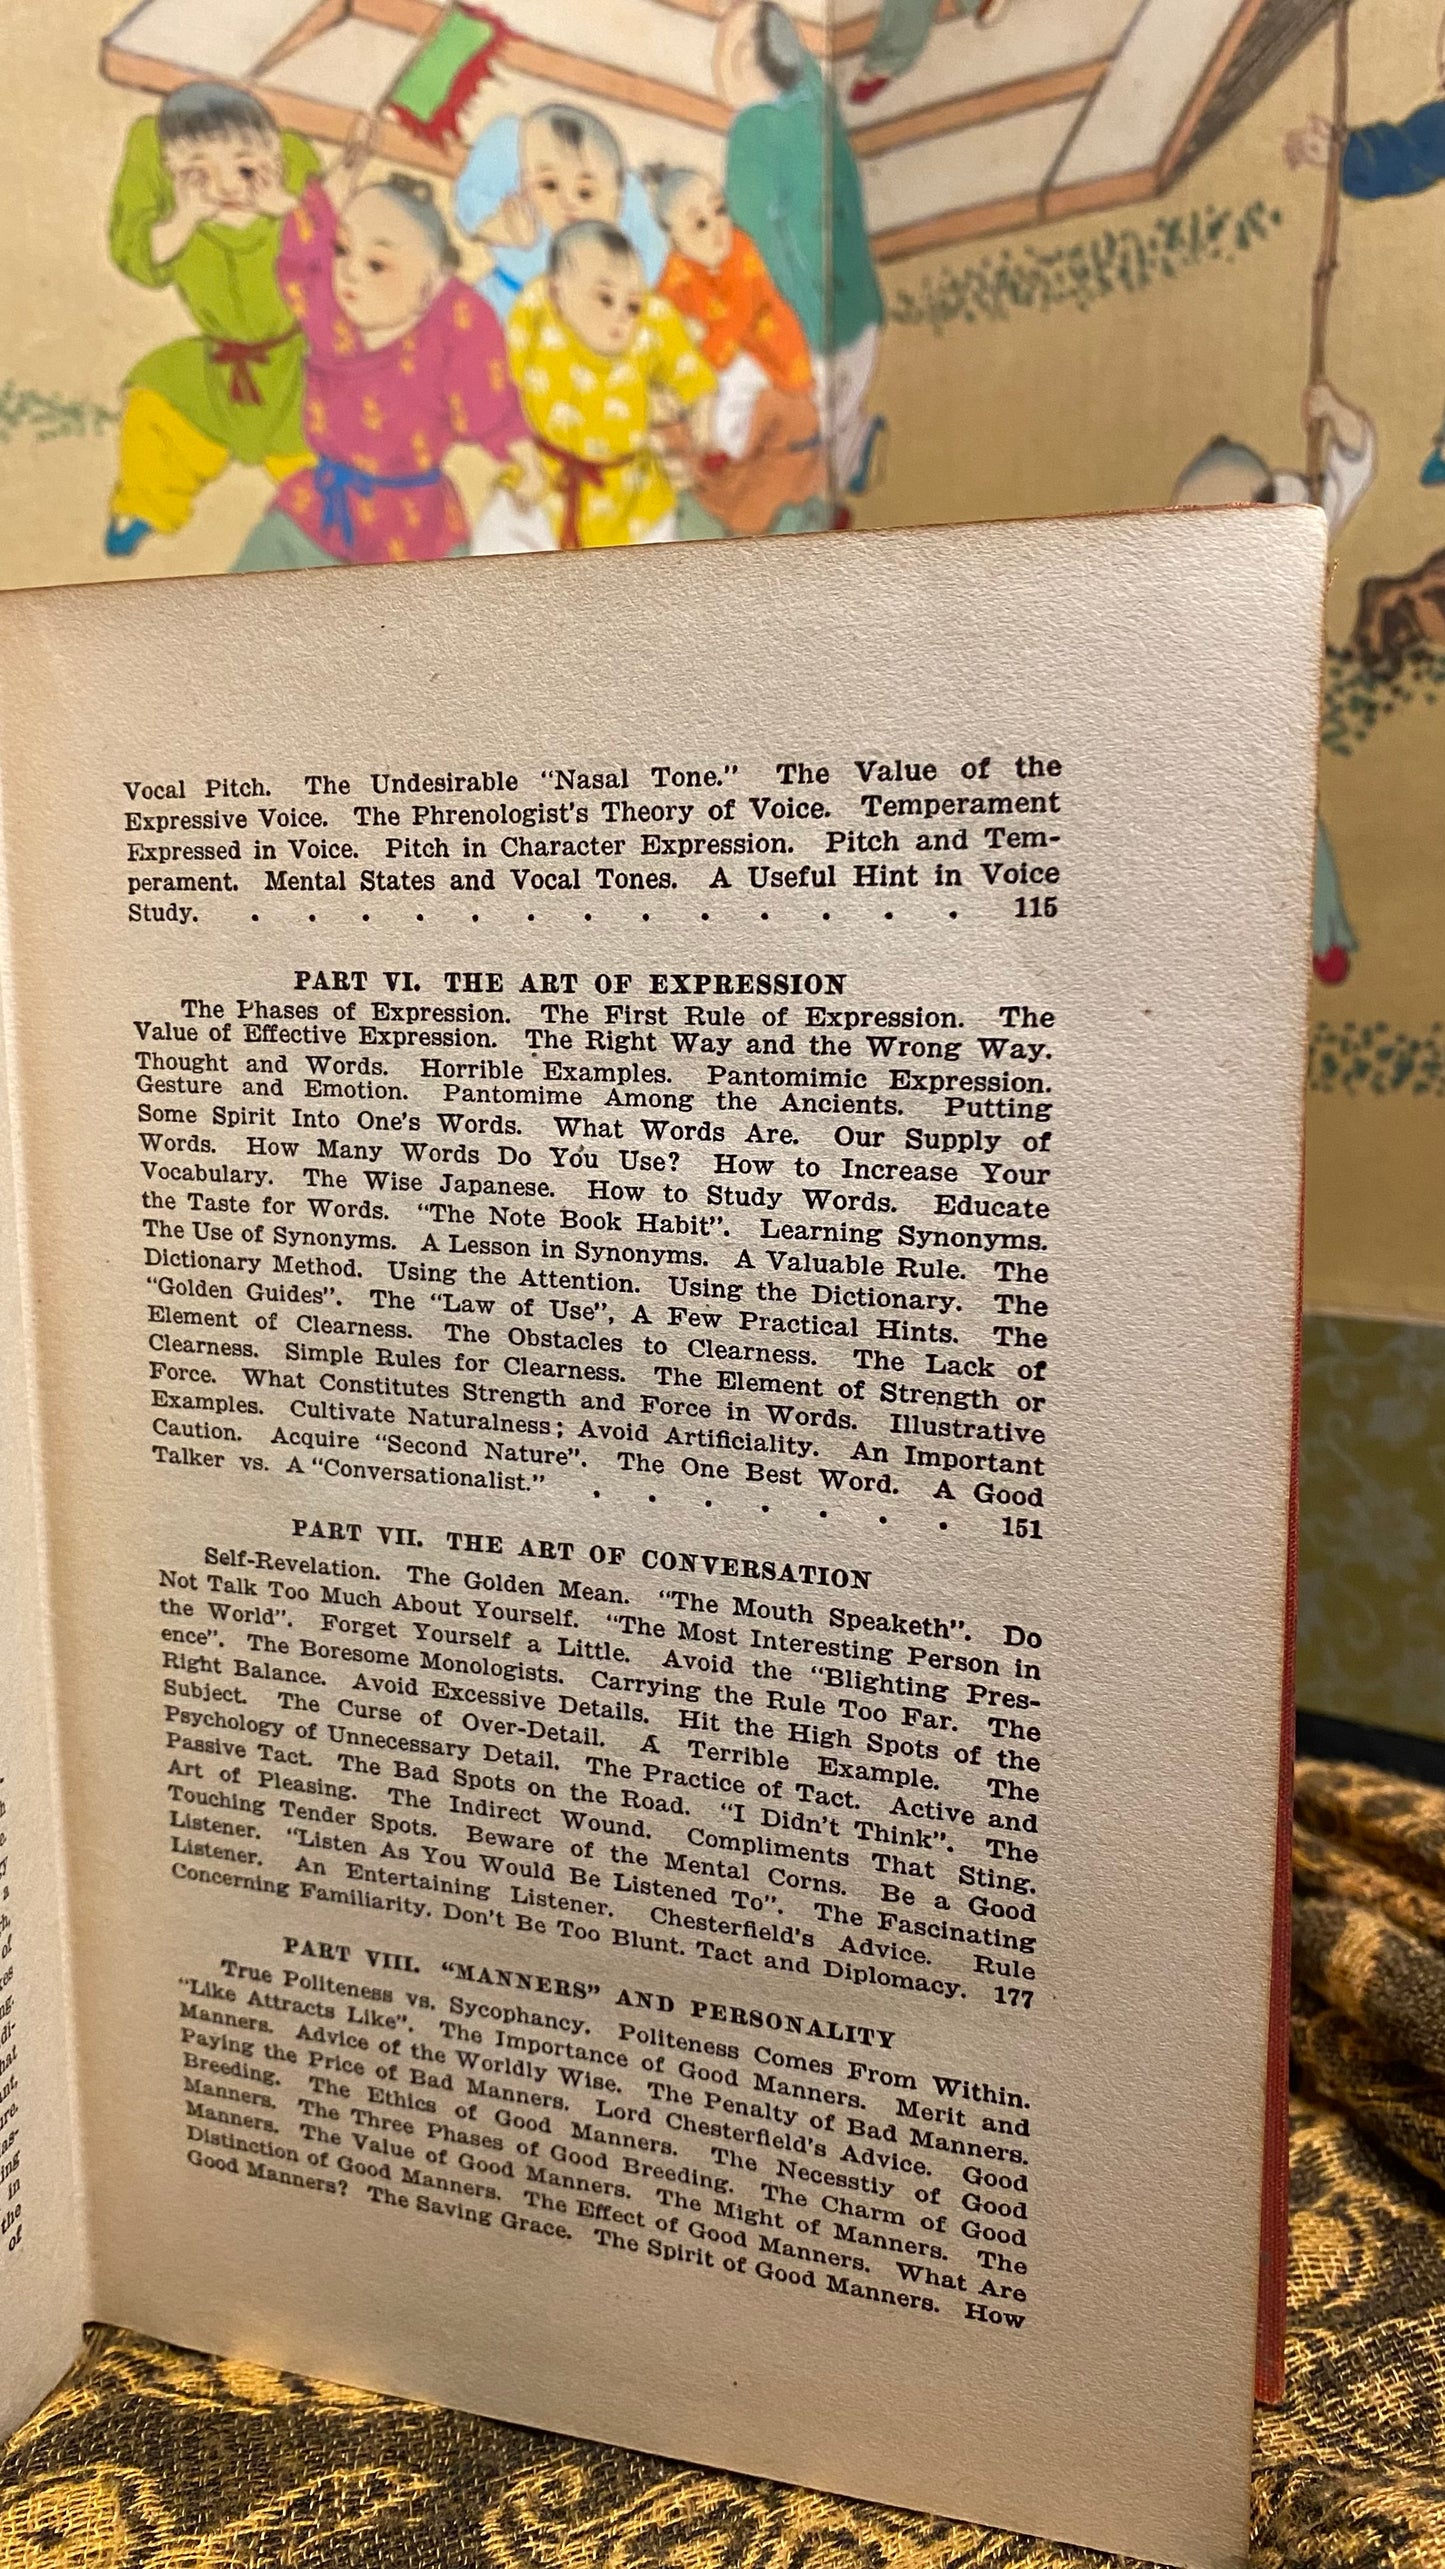 Vocal Pitch. The Undesirable “Nasal Tone.” The Value of the
Expressive Voice. The Phrenologist's Theory of Voice. Temperament
Expressed in Voice. Pitch in Character Expression. Pitch and Tem-
perament. Mental States and Vocal Tones. A Useful Hint in Voice
Study. . . . . . . . . . . . . . 115
PART VI. THE ART OF EXPRESSION
The Phases of Expression. The First Rule of Expression. The
Value of Effective Expression. The Right Way and the Wrong Way.
Thought and Words. Horrible Examples. Pantomimic Expression.
Gesture and Emotion. Pantomime Among the Ancients. Putting
Some Spirit Into One's Words. What Words Are. Our Supply of
Words. How Many Words Do You Use? How to Increase Your
Vocabulary. The Wise Japanese. How to Study Words. Educate
the Taste for Words. “The Note Book Habit”. Learning Synonyms.
The Use of Synonyms. A Lesson in Synonyms. A Valuable Rule. The
Dictionary Method. Using the Attention. Using the Dictionary. The
“Golden Guides”. The “Law of Use”, A Few Practical Hints. The
Element of Clearness. The Obstacles to Clearness. The Lack of
Clearness. Simple Rules for Clearness. The Element of Strength or
Force. What Constitutes Strength and Force in Words. Illustrative
Examples. Cultivate Naturalness; Avoid Artificiality. An Important
Caution. Acquire “Second Nature”. The One Best Word. A Good
Talker vs. A “Conversationalist.” . . . . . . . 151
PART VII. THE ART OF CONVERSATION
Self-Revelation. The Golden Mean. “The Mouth Speaketh”. Do
Not Talk Too Much About Yourself. “The Most Interesting Person in
the World”. Forget Yourself a Little. Avoid the “Blighting Pres-
ence”. The Boresome Monologists. Carrying the Rule Too Far. The
Right Balance. Avoid Excessive Details. Hit the High Spots of the
Subject. The Curse of Over-Detail. A Terrible Example. The
Psychology of Unnecessary Detail. The Practice of Tact. Active and
Passive Tact. The Bad Spots on the Road. “I Didn't Think”. The
Art of Pleasing. The Indirect Wound. Compliments That Sting.
Touching Tender Spots. Beware of the Mental Corns. Be a Good
Listener. “Listen As You Would Be Listened To”. The Fascinating
Listener. An Entertaining Listener. Chesterfield's Advice. Rule
Concerning Familiarity. Don't Be Too Blunt. Tact and Diplomacy. 177
PART VIII. “MANNERS” AND PERSONALITY
True Politeness vs. Sycophancy. Politeness Comes From Within.
“Like Attracts Like”. The Importance of Good Manners. Merit and
Manners. Advice of the Worldly Wise. The Penalty of Bad Manners.
Paying the Price of Bad Manners. Lord Chesterfield's Advice. Good
Breeding. The Ethics of Good Manners. The Necesstiy of Good
Manners. The Three Phases of Good Breeding. The Charm of Good
Manners. The Value of Good Manners. The Might of Manners. The
Distinction of Good Manners. The Effect of Good Manners. What Are
Good Manners? The Saving Grace. The Spirit of Good Manners. How